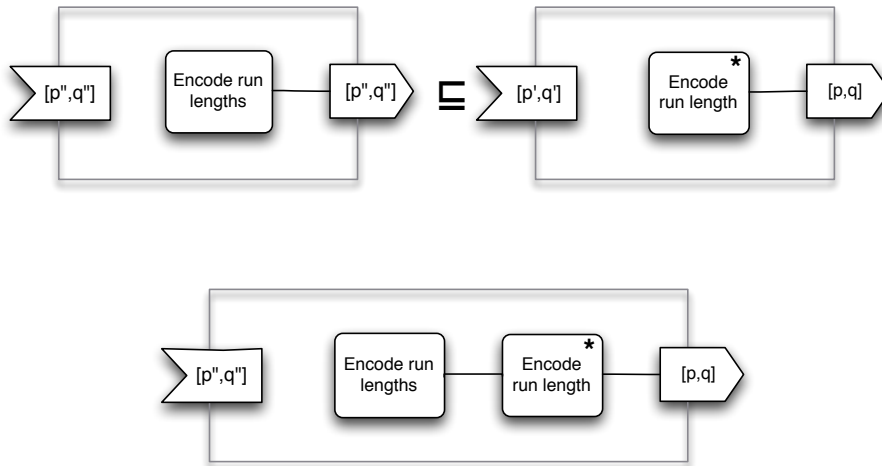 [p",q"]
Encode run
lengths
[p",q"]
⊑
[p',q']
*
Encode
run length
[p,q]
[p",q"]
Encode run
lengths
*
Encode
run length
[p,q]